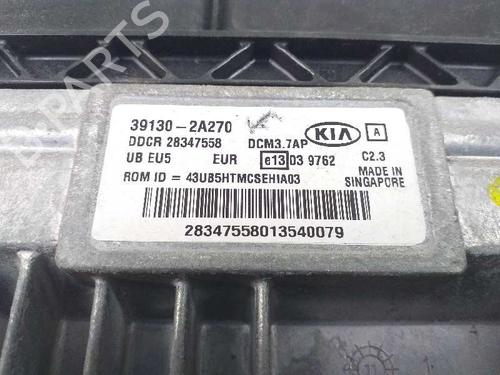 B-PARTS
39130-2A270
DDCR 28347558 DCM3.7AP KIA A
UB EU5 EUR e13 03 9762 C2.3
ROM ID = 43UB5HTMCSEHIA03 MADE IN
SINGAPORE
28347558013540079